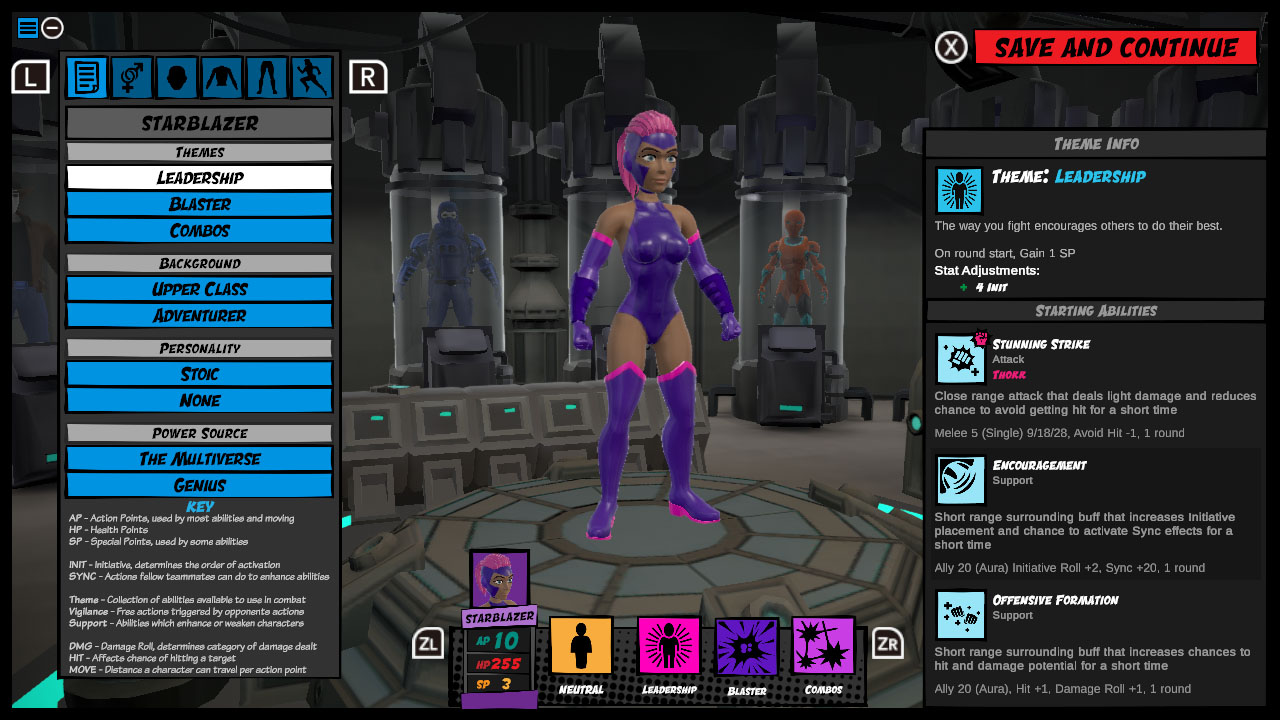 L
R
STARBLAZER
THEMES
LEADERSHIP
BLASTER
COMBOS
BACKGROUND
UPPER CLASS
ADVENTURER
PERSONALITY
STOIC
NONE
POWER SOURCE
THE MULTIVERSE
GENIUS
KEY
AP - Action Points, used by most abilities and moving
HP - Health Points
SP - Special Points, used by some abilities
INIT - Initiative, determines the order of activation
SYNC - Actions fellow teammates can do to enhance abilities
Theme - Collection of abilities available to use in combat
Vigilance - Free actions triggered by opponents actions
Support - Abilities which enhance or weaken characters
DMG - Damage Roll, determines category of damage dealt
HIT - Affects chance of hitting a target
MOVE - Distance a character can travel per action point
ZL
STARBLAZER
AP 10
HP 255
SP 3
NEUTRAL
LEADERSHIP
BLASTER
COMBOS
ZR
X SAVE AND CONTINUE
THEME INFO
THEME: LEADERSHIP
The way you fight encourages others to do their best.
On round start, Gain 1 SP
Stat Adjustments:
+ 4 INIT
STARTING ABILITIES
STUNNING STRIKE
Attack
THORR
Close range attack that deals light damage and reduces
chance to avoid getting hit for a short time
Melee 5 (Single) 9/18/28, Avoid Hit -1, 1 round
ENCOURAGEMENT
Support
Short range surrounding buff that increases Initiative
placement and chance to activate Sync effects for a
short time
Ally 20 (Aura) Initiative Roll +2, Sync +20, 1 round
OFFENSIVE FORMATION
Support
Short range surrounding buff that increases chances to
hit and damage potential for a short time
Ally 20 (Aura), Hit +1, Damage Roll +1, 1 round